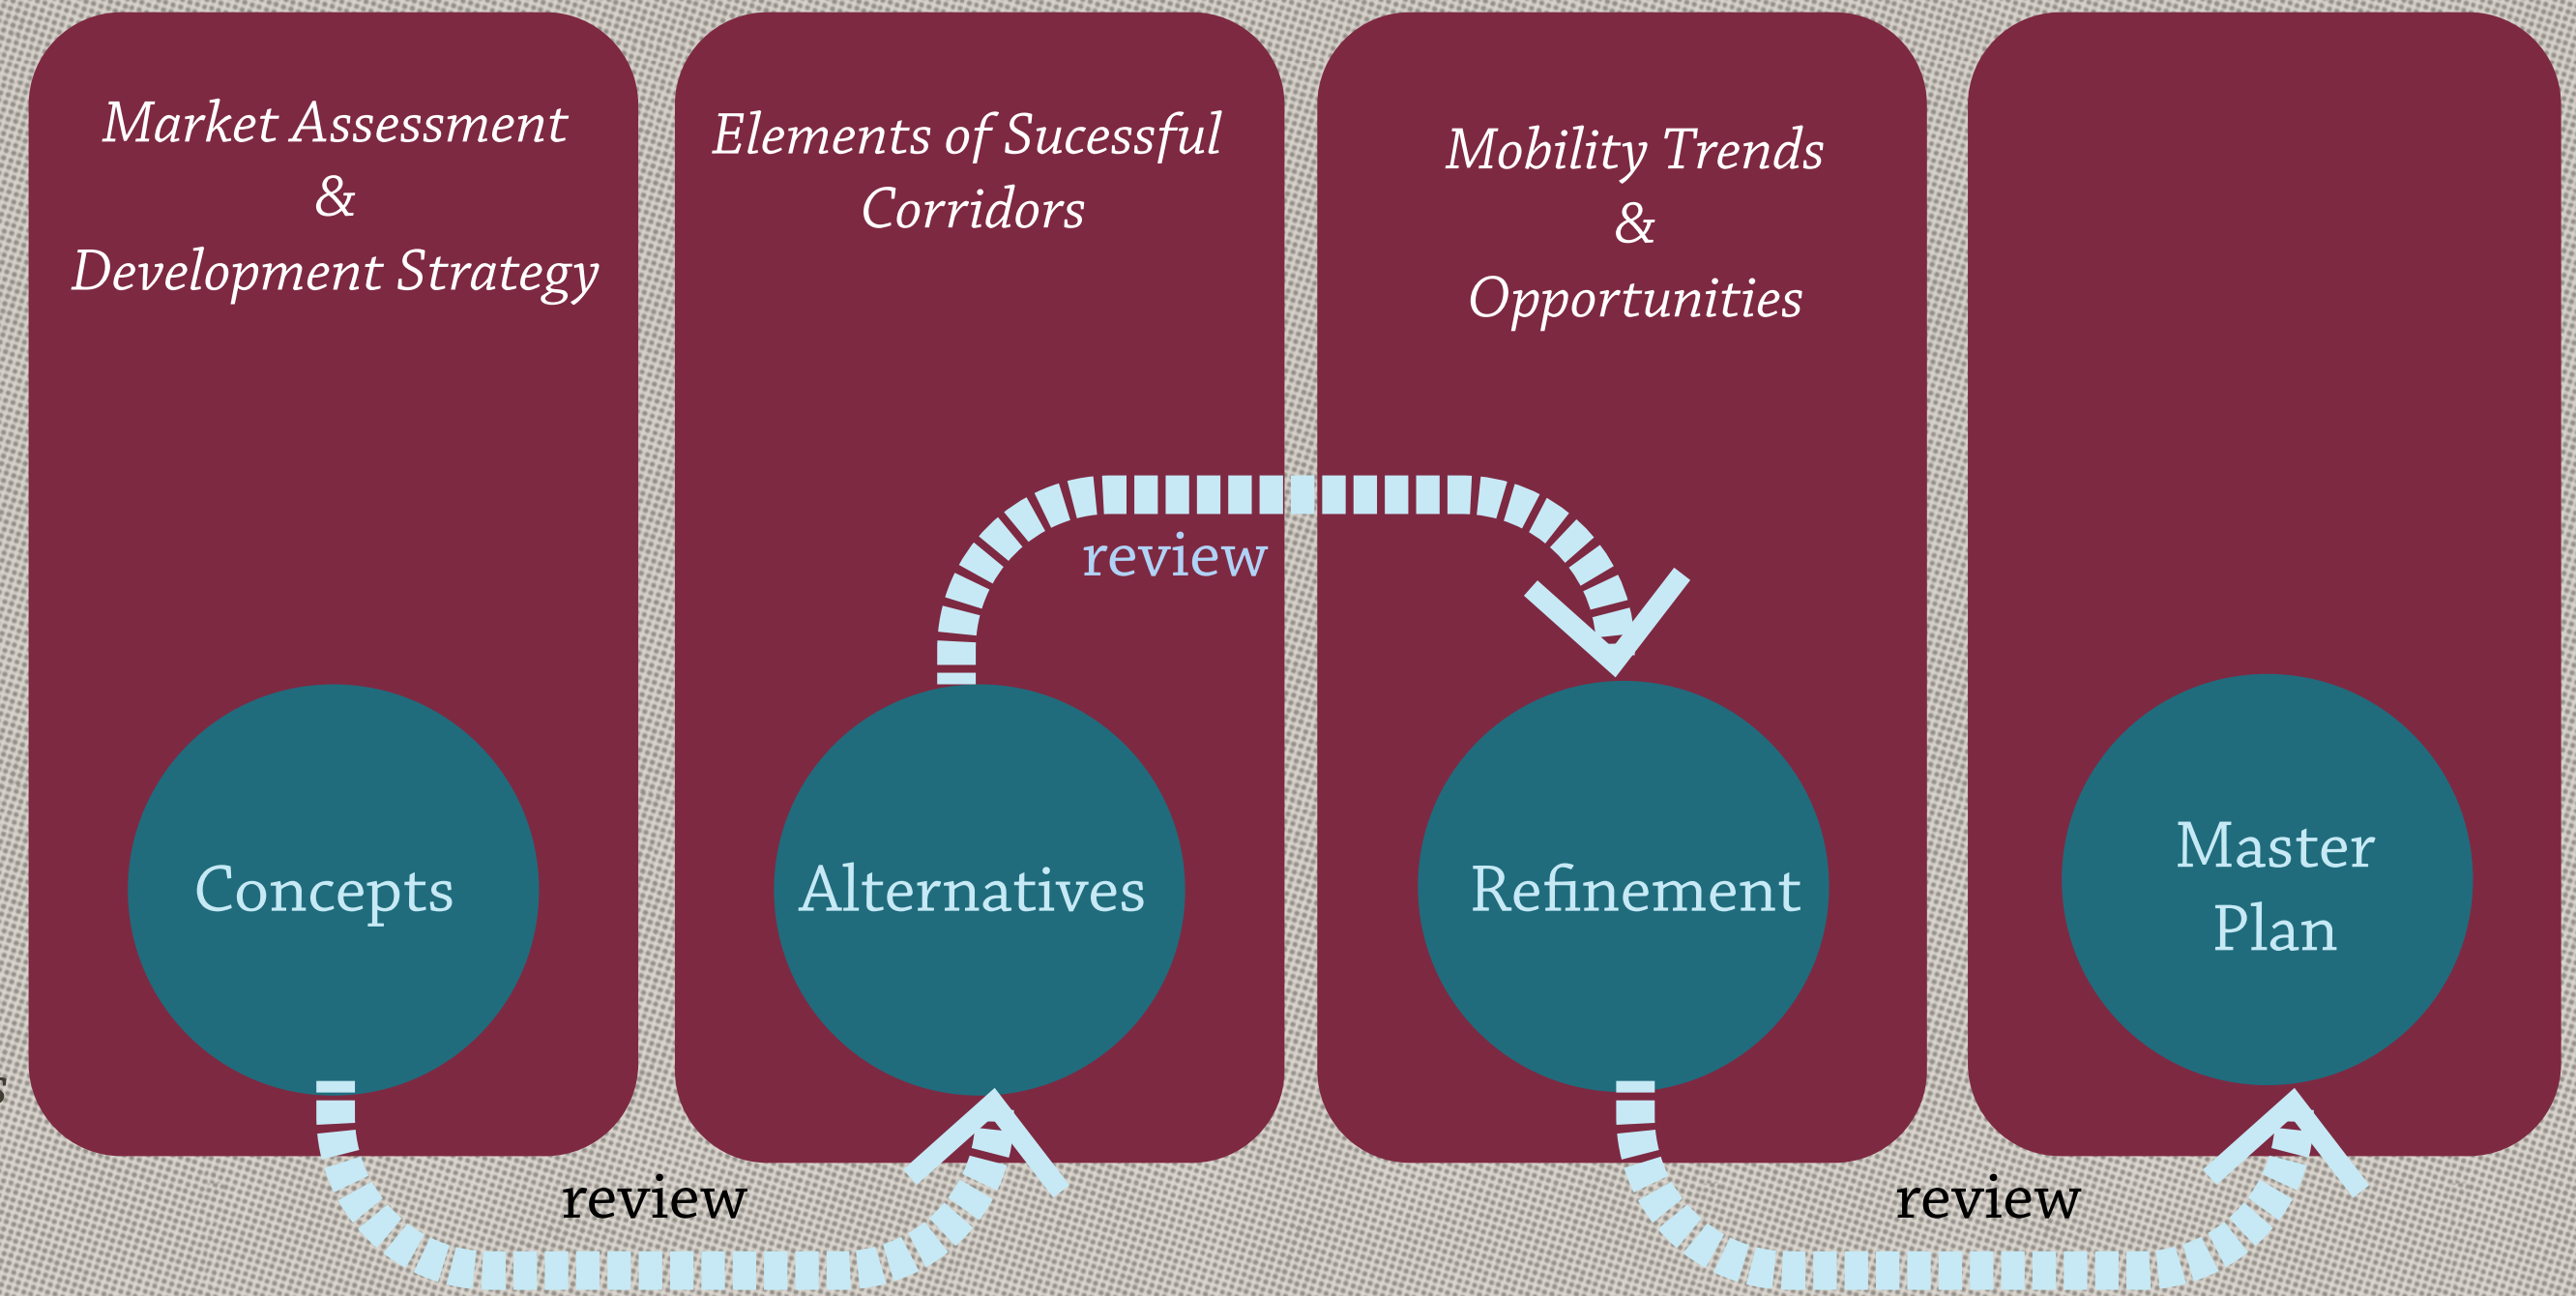 Market Assessment
&
Development Strategy
Elements of Sucessful
Corridors
Mobility Trends
&
Opportunities
review
Concepts
Alternatives
Refinement
Master
Plan
s
review
review